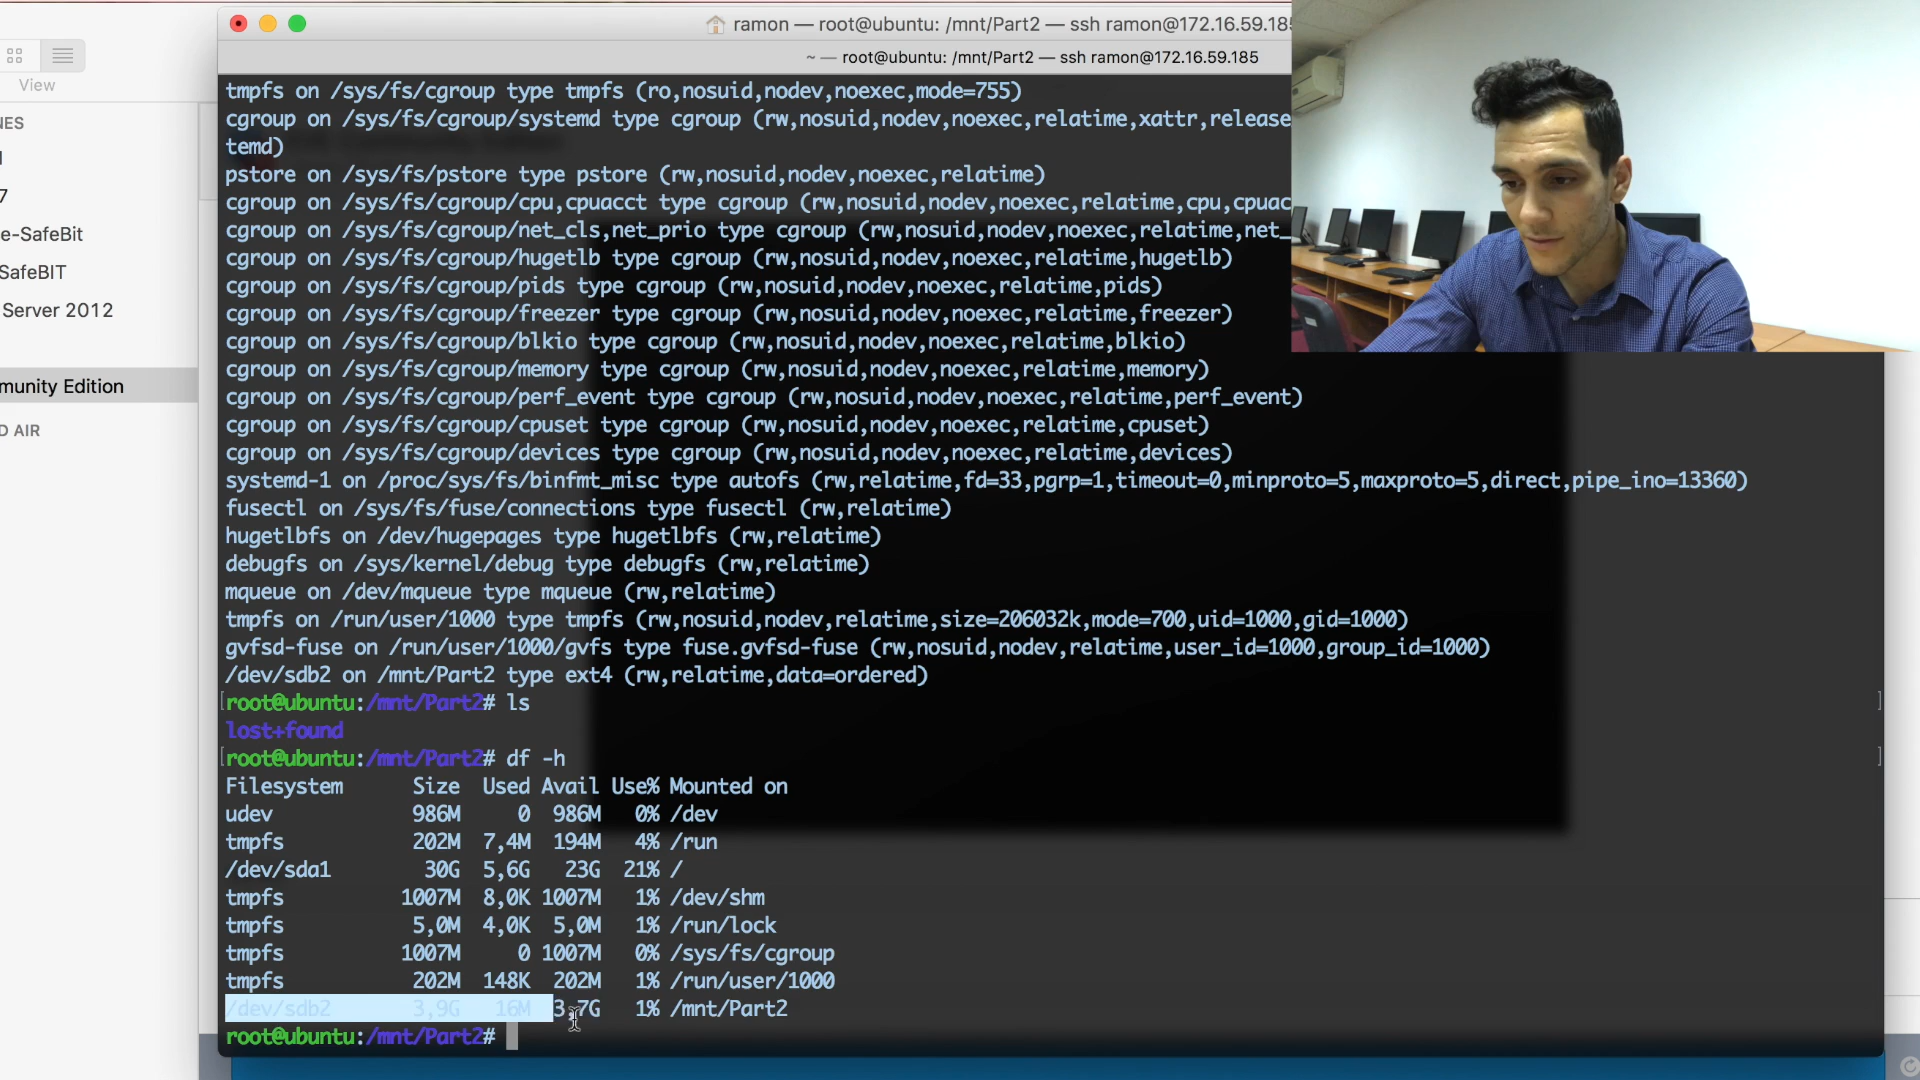 ramon — root@ubuntu: /mnt/Part2 — ssh ramon@172.16.59.185
~ — root@ubuntu: /mnt/Part2 — ssh ramon@172.16.59.185
View
NES
7
e-SafeBit
SafeBIT
Server 2012
munity Edition
D AIR
tmpfs on /sys/fs/cgroup type tmpfs (ro,nosuid,nodev,noexec,mode=755)
cgroup on /sys/fs/cgroup/systemd type cgroup (rw,nosuid,nodev,noexec,relatime,xattr,release
temd)
pstore on /sys/fs/pstore type pstore (rw,nosuid,nodev,noexec,relatime)
cgroup on /sys/fs/cgroup/cpu,cpuacct type cgroup (rw,nosuid,nodev,noexec,relatime,cpu,cpuac
cgroup on /sys/fs/cgroup/net_cls,net_prio type cgroup (rw,nosuid,nodev,noexec,relatime,net_
cgroup on /sys/fs/cgroup/hugetlb type cgroup (rw,nosuid,nodev,noexec,relatime,hugetlb)
cgroup on /sys/fs/cgroup/pids type cgroup (rw,nosuid,nodev,noexec,relatime,pids)
cgroup on /sys/fs/cgroup/freezer type cgroup (rw,nosuid,nodev,noexec,relatime,freezer)
cgroup on /sys/fs/cgroup/blkio type cgroup (rw,nosuid,nodev,noexec,relatime,blkio)
cgroup on /sys/fs/cgroup/memory type cgroup (rw,nosuid,nodev,noexec,relatime,memory)
cgroup on /sys/fs/cgroup/perf_event type cgroup (rw,nosuid,nodev,noexec,relatime,perf_event)
cgroup on /sys/fs/cgroup/cpuset type cgroup (rw,nosuid,nodev,noexec,relatime,cpuset)
cgroup on /sys/fs/cgroup/devices type cgroup (rw,nosuid,nodev,noexec,relatime,devices)
systemd-1 on /proc/sys/fs/binfmt_misc type autofs (rw,relatime,fd=33,pgrp=1,timeout=0,minproto=5,maxproto=5,direct,pipe_ino=13360)
fusectl on /sys/fs/fuse/connections type fusectl (rw,relatime)
hugetlbfs on /dev/hugepages type hugetlbfs (rw,relatime)
debugfs on /sys/kernel/debug type debugfs (rw,relatime)
mqueue on /dev/mqueue type mqueue (rw,relatime)
tmpfs on /run/user/1000 type tmpfs (rw,nosuid,nodev,relatime,size=206032k,mode=700,uid=1000,gid=1000)
gvfsd-fuse on /run/user/1000/gvfs type fuse.gvfsd-fuse (rw,nosuid,nodev,relatime,user_id=1000,group_id=1000)
/dev/sdb2 on /mnt/Part2 type ext4 (rw,relatime,data=ordered)
[root@ubuntu:/mnt/Part2# ls ]
lost+found
[root@ubuntu:/mnt/Part2# df -h ]
Filesystem Size Used Avail Use% Mounted on
udev 986M 0 986M 0% /dev
tmpfs 202M 7,4M 194M 4% /run
/dev/sda1 30G 5,6G 23G 21% /
tmpfs 1007M 8,0K 1007M 1% /dev/shm
tmpfs 5,0M 4,0K 5,0M 1% /run/lock
tmpfs 1007M 0 1007M 0% /sys/fs/cgroup
tmpfs 202M 148K 202M 1% /run/user/1000
/dev/sdb2 3,9G 16M 3,7G 1% /mnt/Part2
root@ubuntu:/mnt/Part2#